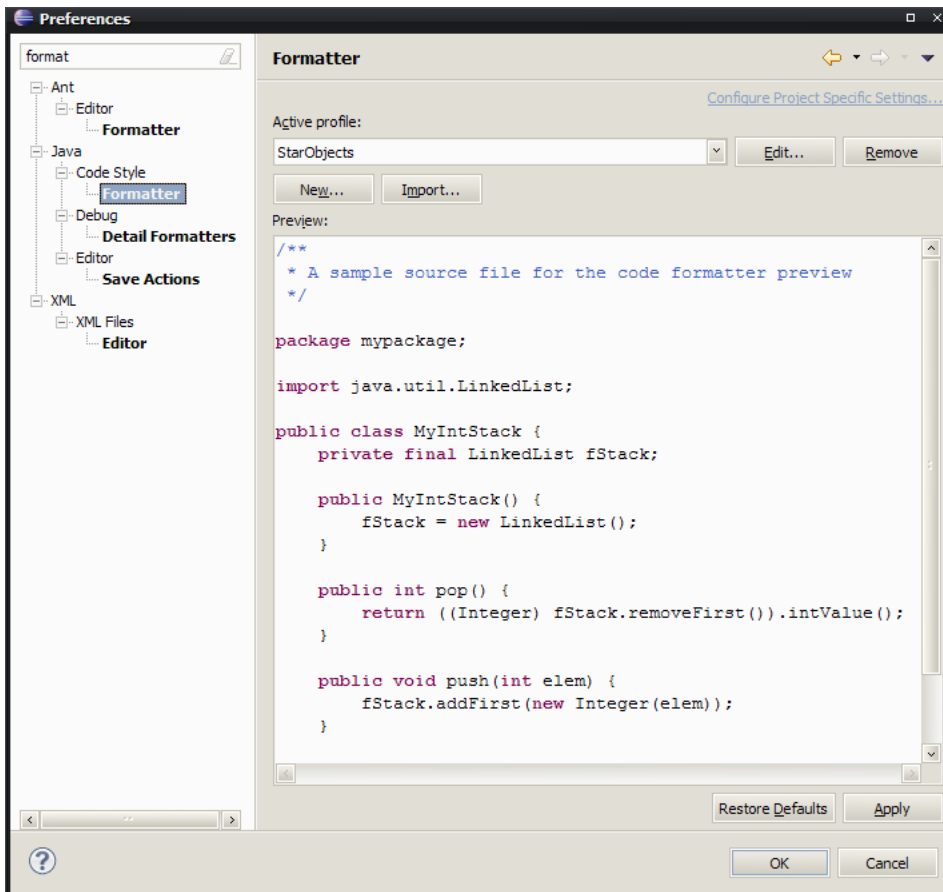 Preferences
format
Ant
Editor
Formatter
Java
Code Style
Formatter
Debug
Detail Formatters
Editor
Save Actions
XML
XML Files
Editor
Formatter
Configure Project Specific Settings...
Active profile:
StarObjects
Edit...
Remove
New...
Import...
Preview:
/**
 * A sample source file for the code formatter preview
 */
package mypackage;
import java.util.LinkedList;
public class MyIntStack {
    private final LinkedList fStack;
    public MyIntStack() {
        fStack = new LinkedList();
    }
    public int pop() {
        return ((Integer) fStack.removeFirst()).intValue();
    }
    public void push(int elem) {
        fStack.addFirst(new Integer(elem));
    }
Restore Defaults
Apply
?
OK
Cancel